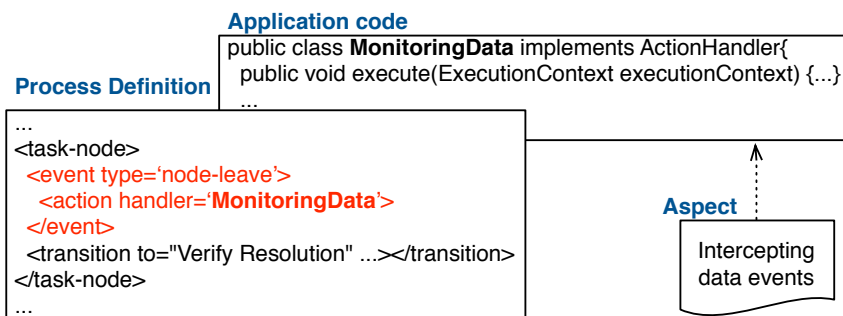 Application code
public class MonitoringData implements ActionHandler{
public void execute(ExecutionContext executionContext) {...}
...
Process Definition
...
<task-node>
<event type=‘node-leave’>
<action handler=‘MonitoringData’>
</event>
<transition to="Verify Resolution" ...></transition>
</task-node>
...
Aspect
Intercepting
data events